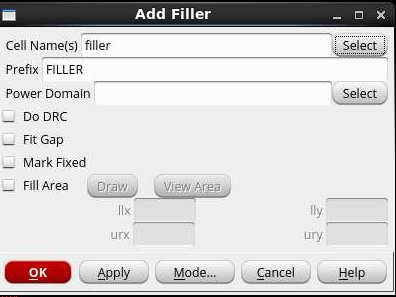 Add Filler
Cell Name(s) filler Select
Prefix FILLER
Power Domain Select
Do DRC
Fit Gap
Mark Fixed
Fill Area Draw View Area
llx lly
urx ury
OK Apply Mode... Cancel Help